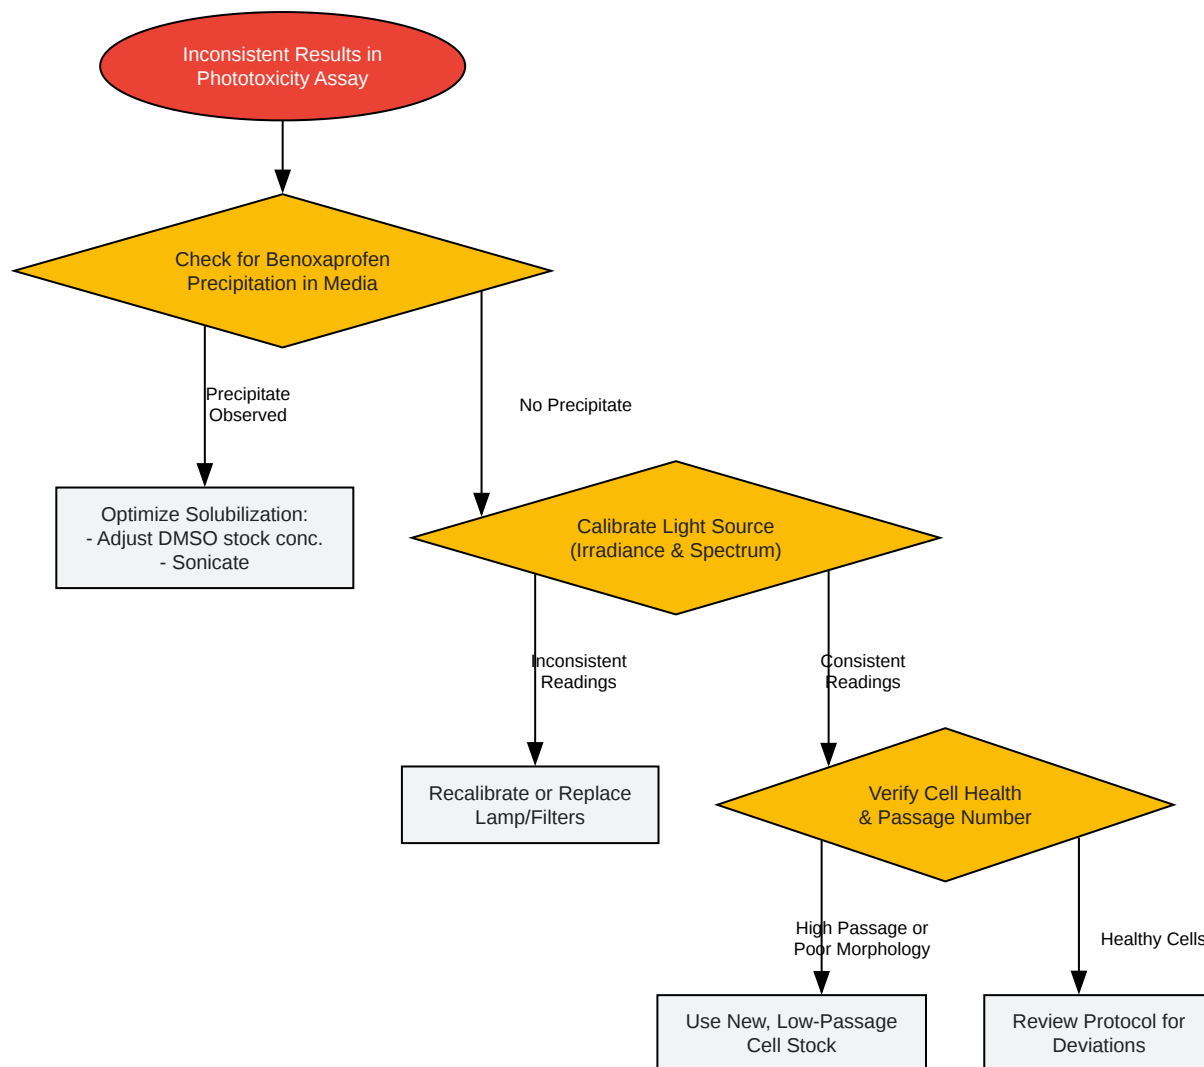 Inconsistent Results in
Phototoxicity Assay
Check for Benoxaprofen
Precipitation in Media
Precipitate
Observed
No Precipitate
Optimize Solubilization:
- Adjust DMSO stock conc.
- Sonicate
Calibrate Light Source
(Irradiance & Spectrum)
Inconsistent
Readings
Consistent
Readings
Recalibrate or Replace
Lamp/Filters
Verify Cell Health
& Passage Number
High Passage or
Poor Morphology
Healthy Cells
Use New, Low-Passage
Cell Stock
Review Protocol for
Deviations